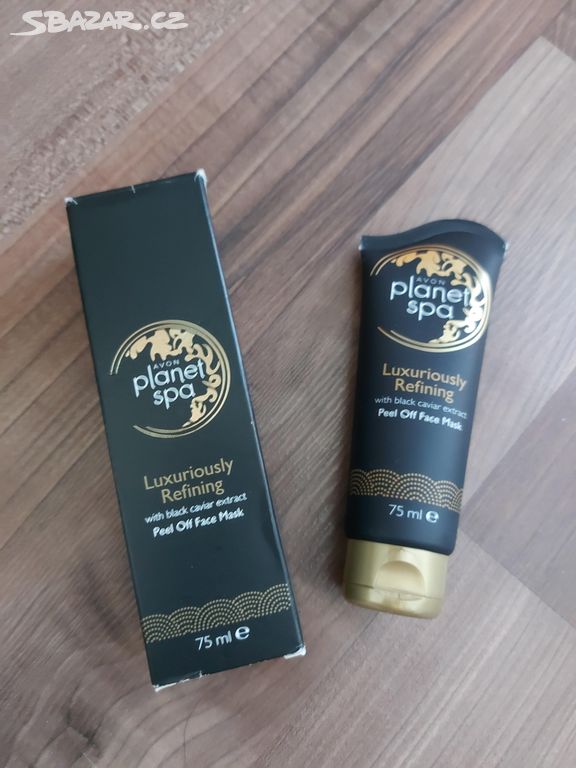 SBAZAR.CZ
AVON
planet
spa
Luxuriously
Refining
with black caviar extract
Peel Off Face Mask
75 ml e
AVON
planet
spa
Luxuriously
Refining
with black caviar extract
Peel Off Face Mask
75 ml e